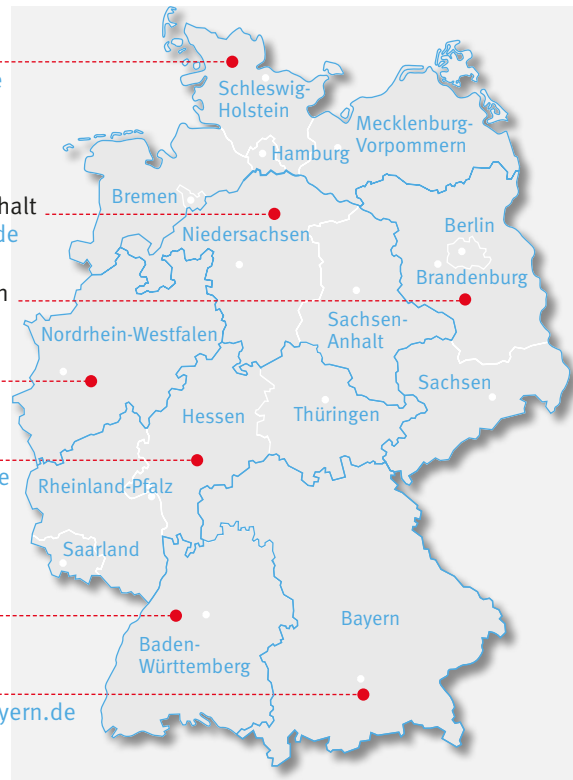 Schleswig-
Holstein
e
Mecklenburg-
Vorpommern
Hamburg
Bremen
halt
de
Niedersachsen
Berlin
Brandenburg
n
Nordrhein-Westfalen
Sachsen-
Anhalt
Sachsen
Hessen
Thüringen
e
Rheinland-Pfalz
Saarland
Bayern
Baden-
Württemberg
yern.de